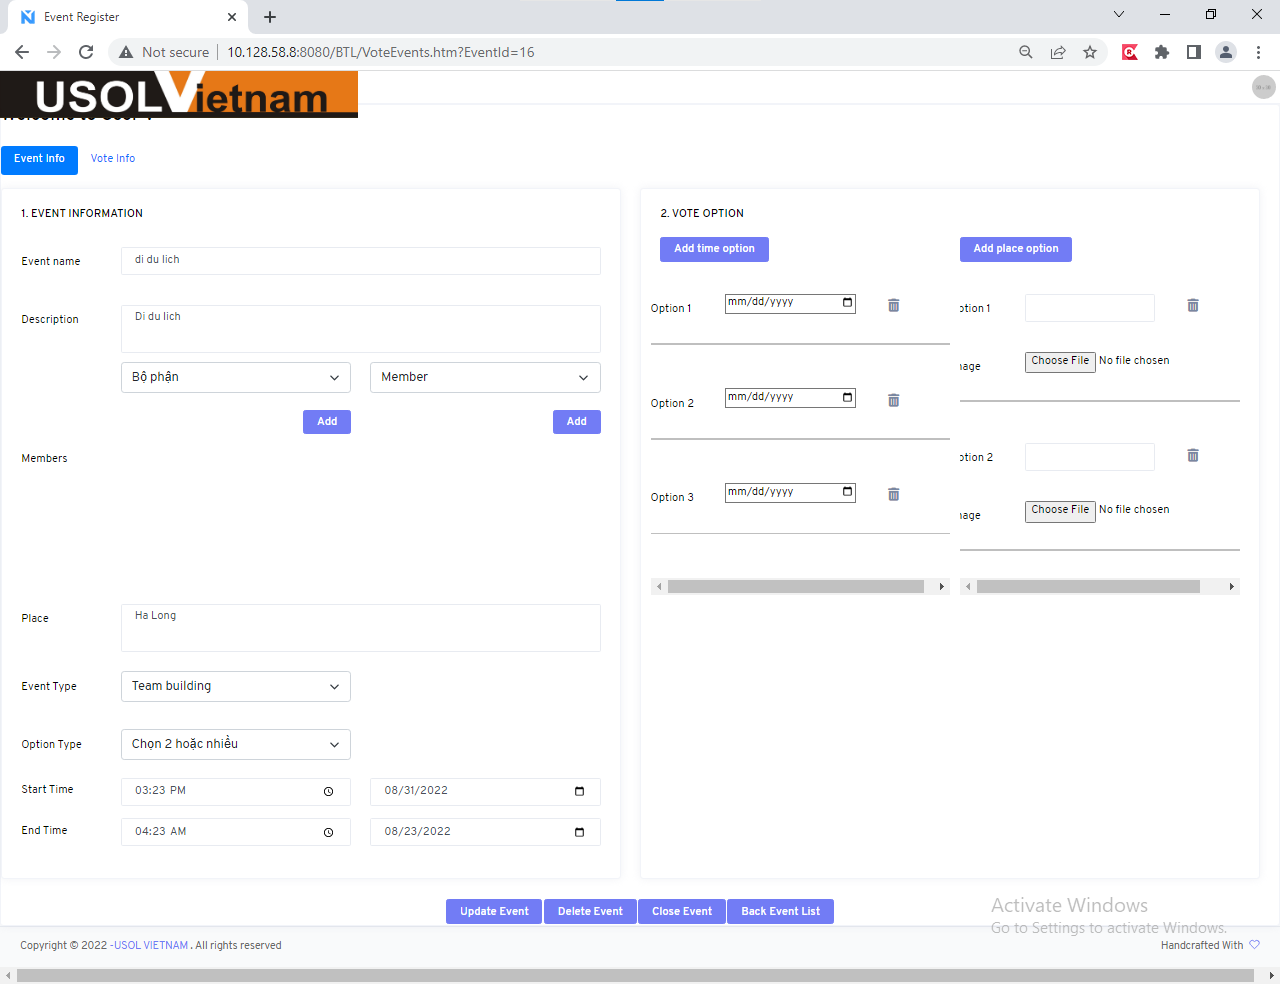 Event Register
Not secure
10.128.58.8:8080/BTL/VoteEvents.htm?EventId=16
USOL Vietnam
Event Info
Vote Info
1. EVENT INFORMATION
Event name
di du lich
Description
Di du lich
Bộ phận
Member
Add
Add
Members
Place
Ha Long
Event Type
Team building
Option Type
Chọn 2 hoặc nhiều
Start Time
03:23 PM
08/31/2022
End Time
04:23 AM
08/23/2022
2. VOTE OPTION
Add time option
Add place option
Option 1
mm/dd/yyyy
Option 2
mm/dd/yyyy
Option 3
mm/dd/yyyy
ption 1
nage
Choose File No file chosen
ption 2
nage
Choose File No file chosen
Update Event
Delete Event
Close Event
Back Event List
Activate Windows
Go to Settings to activate Windows.
Copyright © 2022 -USOL VIETNAM . All rights reserved
Handcrafted With